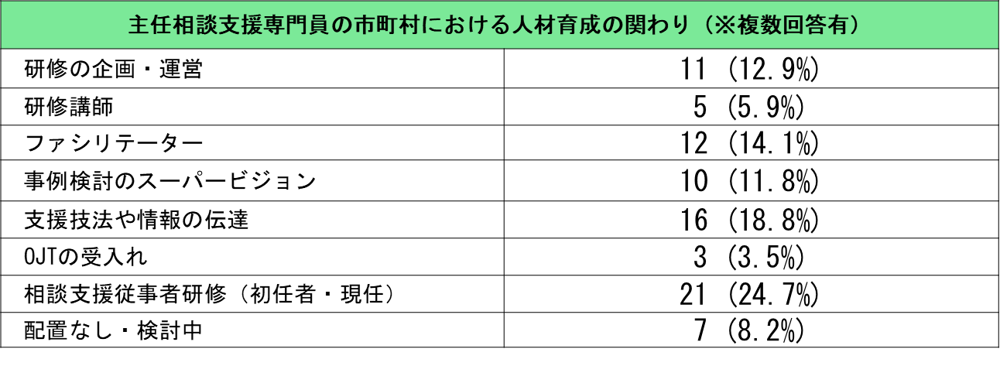 主任相談支援専門員の市町村における人材育成の関わり（※複数回答有）
研修の企画・運営 11 (12.9%)
研修講師 5 (5.9%)
ファシリテーター 12 (14.1%)
事例検討のスーパービジョン 10 (11.8%)
支援技法や情報の伝達 16 (18.8%)
OJTの受入れ 3 (3.5%)
相談支援従事者研修（初任者・現任） 21 (24.7%)
配置なし・検討中 7 (8.2%)